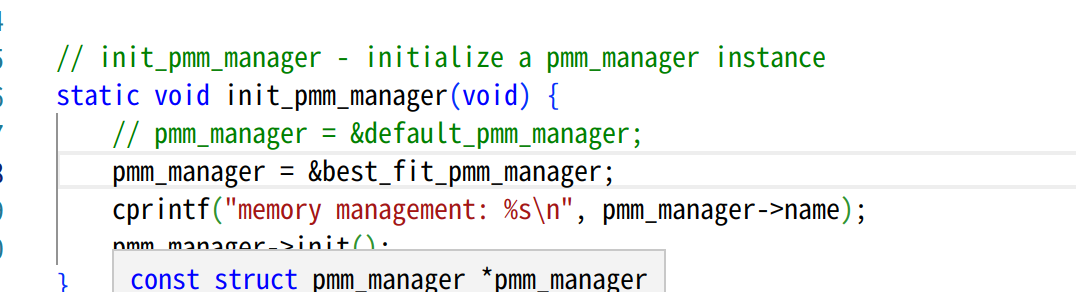 // init_pmm_manager - initialize a pmm_manager instance
static void init_pmm_manager(void) {
// pmm_manager = &default_pmm_manager;
pmm_manager = &best_fit_pmm_manager;
cprintf("memory management: %s\n", pmm_manager->name);
pmm_manager->init();
}
const struct pmm_manager *pmm_manager